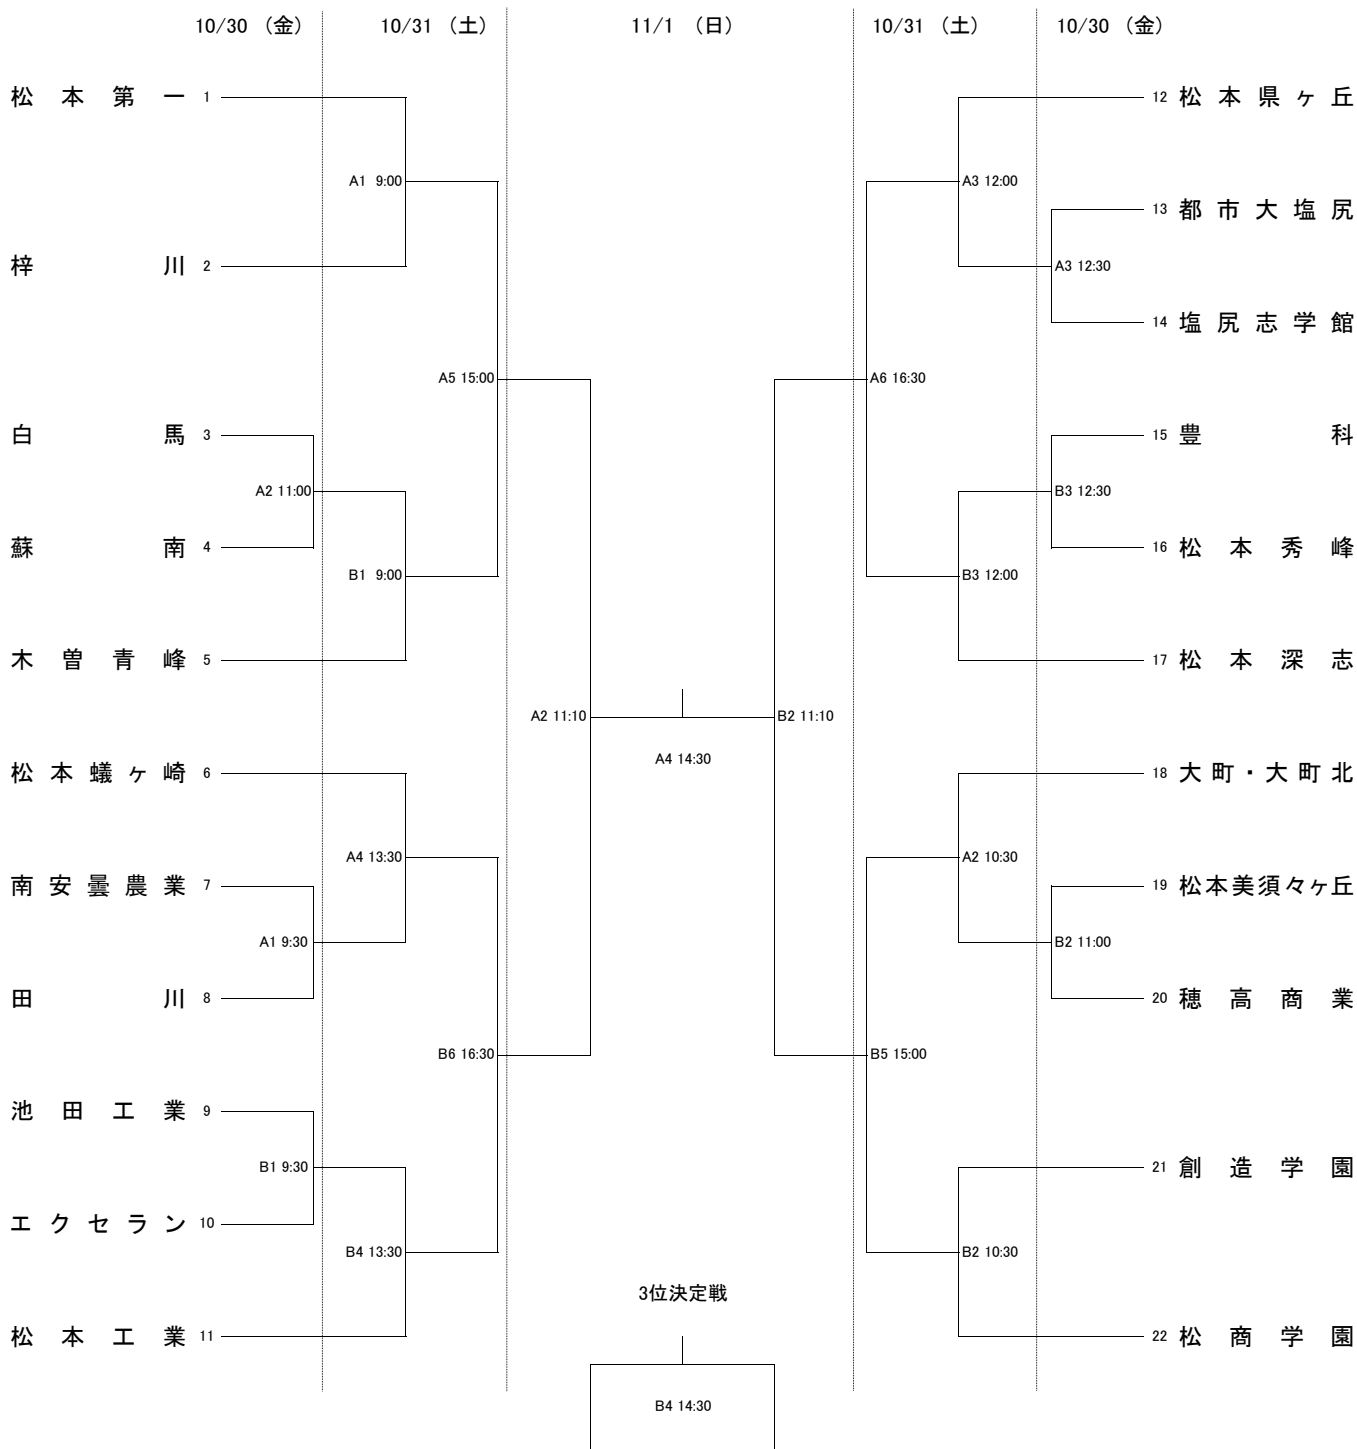 10/30 (金) 10/31 (土) 11/1 (日) 10/31 (土) 10/30 (金)
松本第一 1
12 松本県ヶ丘
A1 9:00
A3 12:00
13 都市大塩尻
梓川 2
A3 12:30
14 塩尻志学館
A5 15:00
A6 16:30
白馬 3
15 豊科
A2 11:00
B3 12:30
蘇南 4
16 松本秀峰
B1 9:00
B3 12:00
木曽青峰 5
17 松本深志
A2 11:10
B2 11:10
A4 14:30
松本蟻ヶ崎 6
18 大町・大町北
A4 13:30
A2 10:30
南安曇農業 7
19 松本美須々ヶ丘
A1 9:30
B2 11:00
田川 8
20 穂高商業
B6 16:30
B5 15:00
池田工業 9
B1 9:30
21 創造学園
エクセラン 10
B4 13:30
B2 10:30
3位決定戦
松本工業 11
22 松商学園
B4 14:30